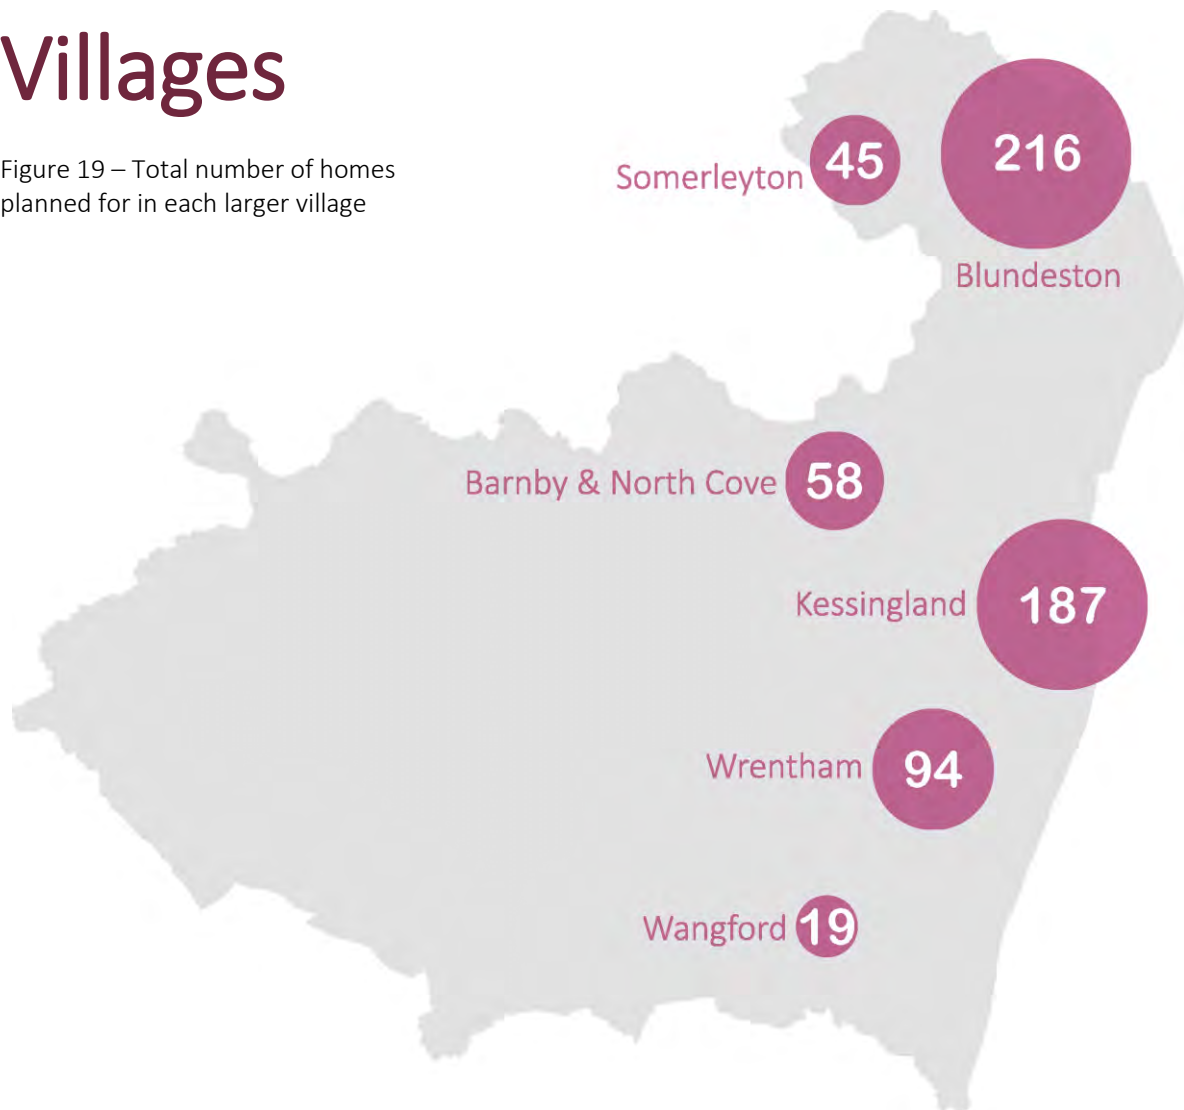 Villages
Figure 19 – Total number of homes
planned for in each larger village
Somerleyton 45
216
Blundeston
Barnby & North Cove 58
Kessingland 187
Wrentham 94
Wangford 19